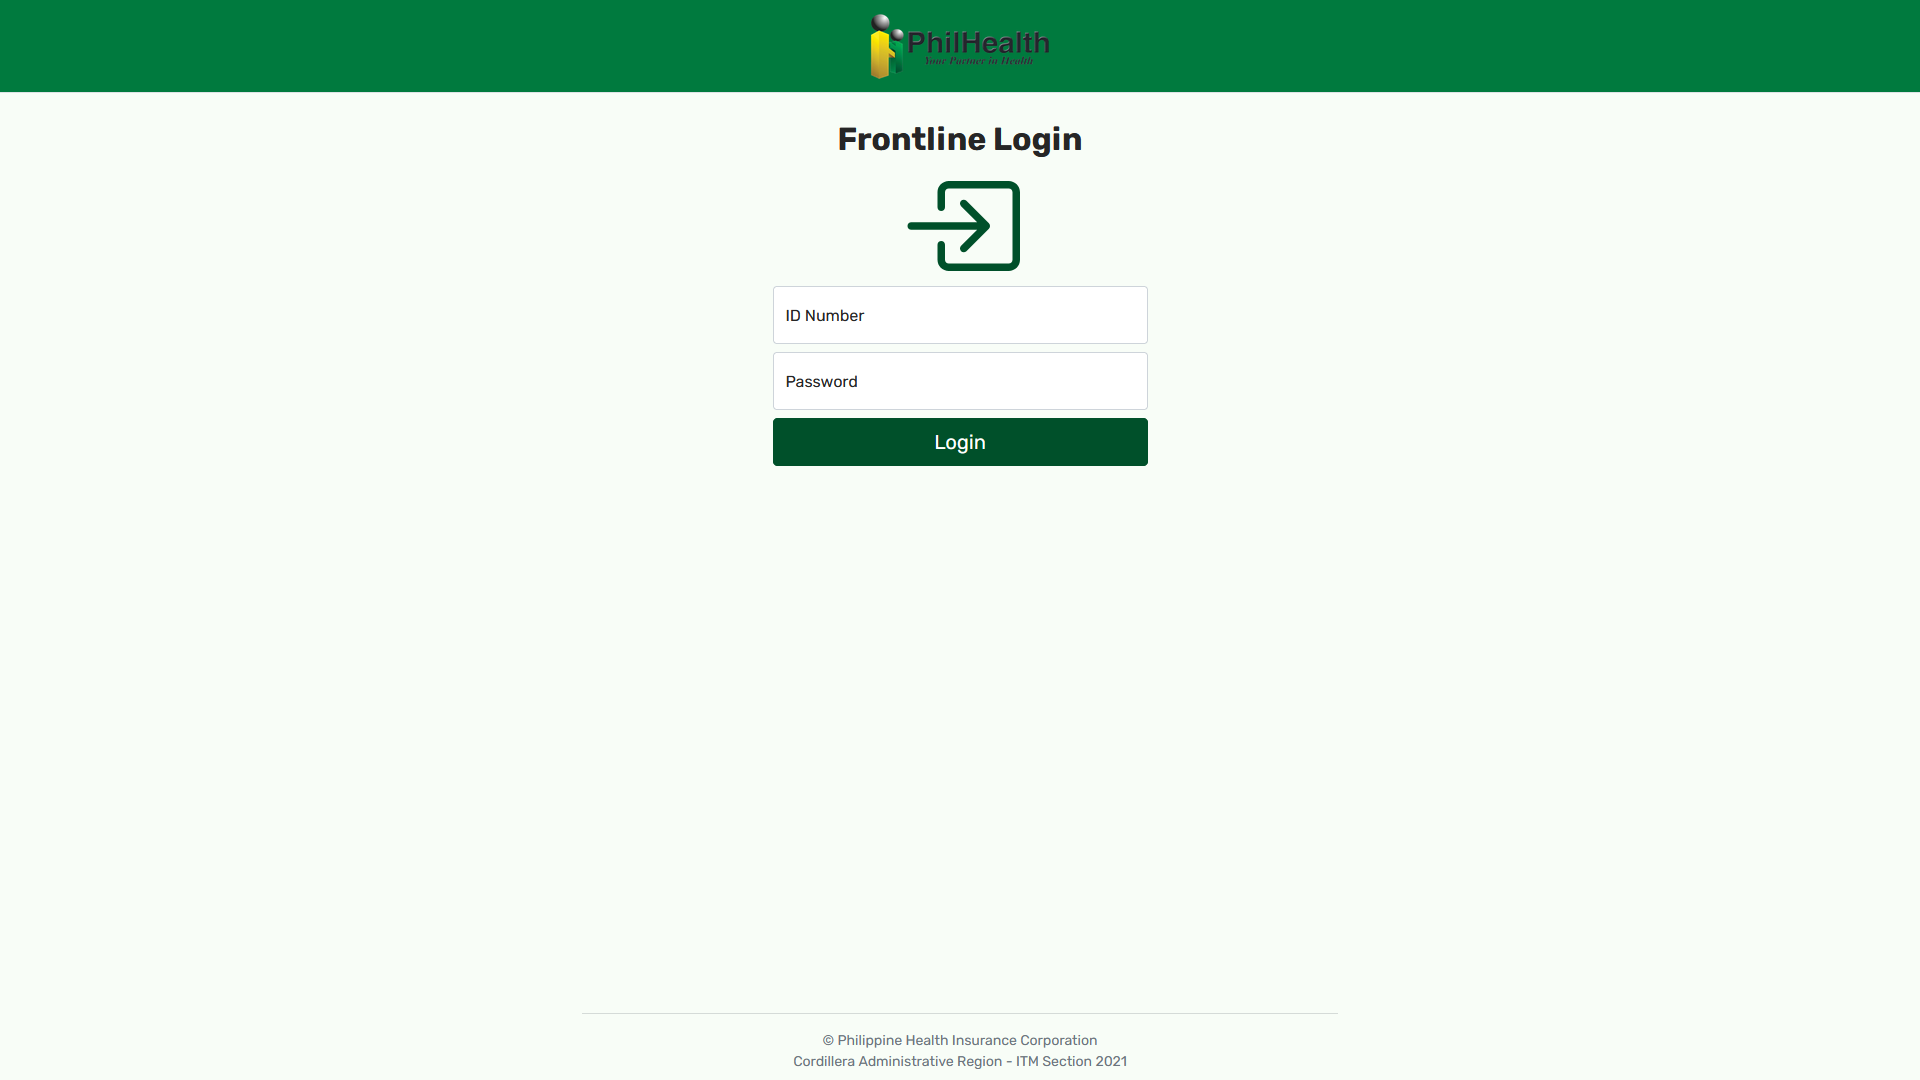 PhilHealth
Your Partner in Health
Frontline Login
ID Number
Password
Login
© Philippine Health Insurance Corporation
Cordillera Administrative Region - ITM Section 2021